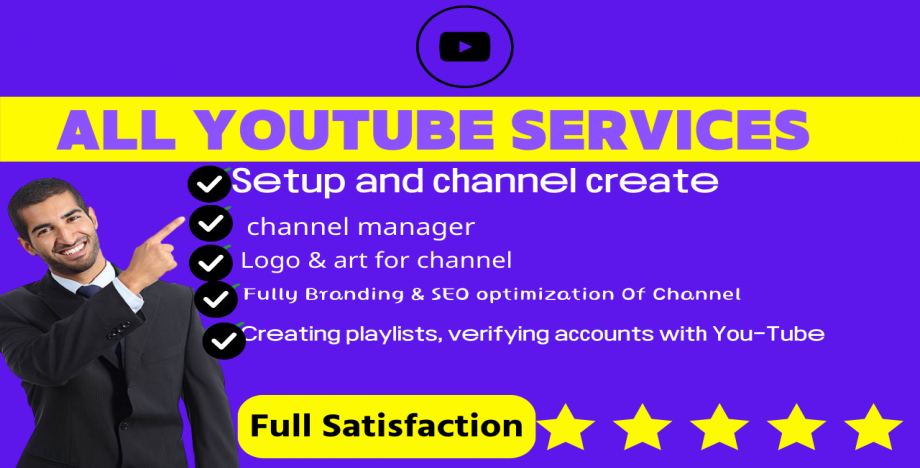 ALL YOUTUBE SERVICES
Setup and channel create
channel manager
Logo & art for channel
Fully Branding & SEO optimization Of Channel
Creating playlists, verifying accounts with You-Tube
Full Satisfaction